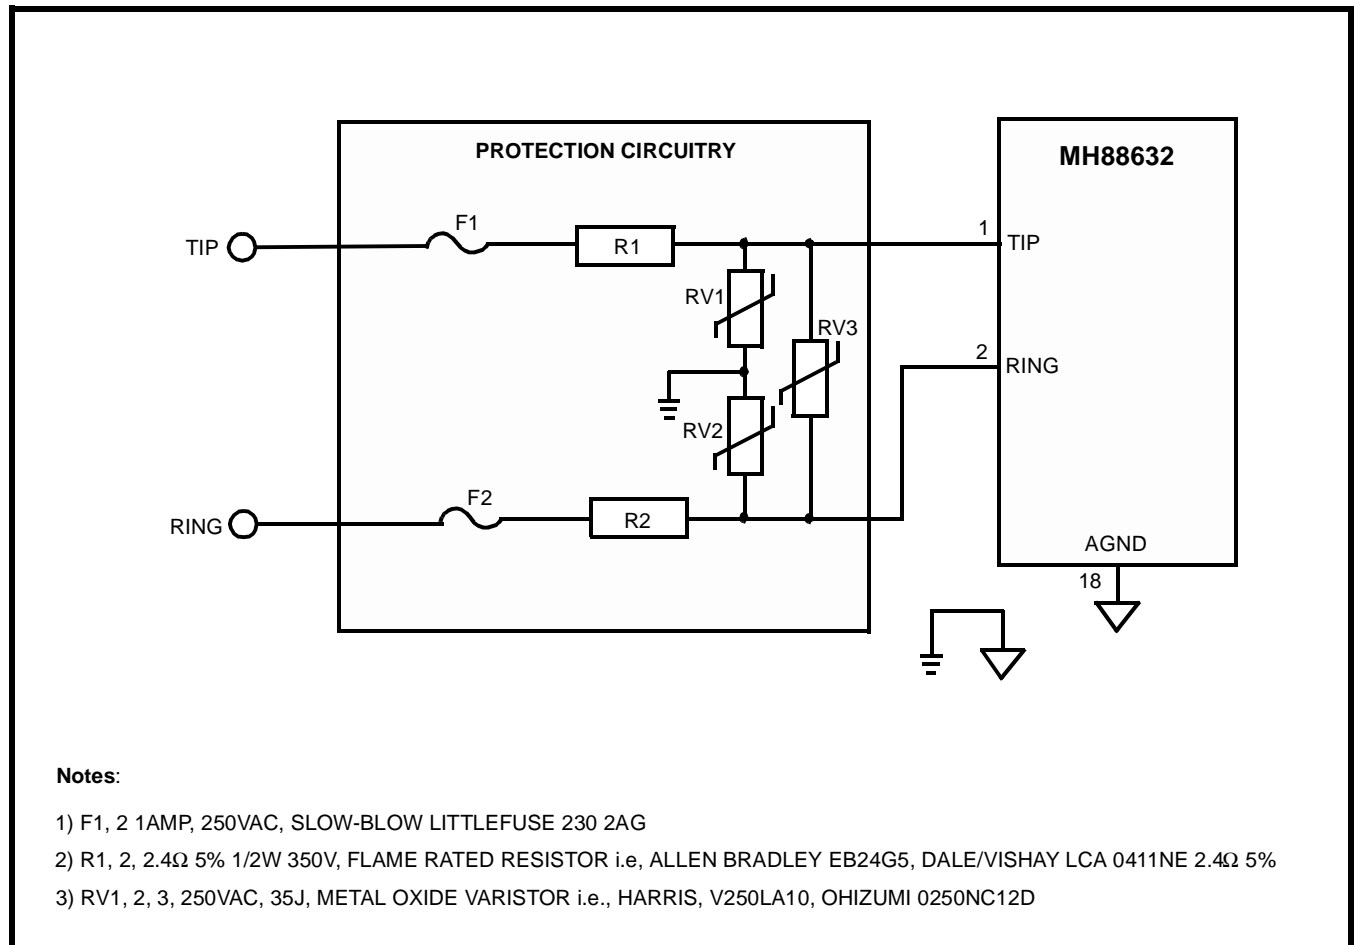 PROTECTION CIRCUITRY
MH88632
F1
TIP
R1
1
TIP
RV1
RV3
2
RING
RV2
F2
RING
R2
AGND
18
Notes:
1) F1, 2 1AMP, 250VAC, SLOW-BLOW LITTLEFUSE 230 2AG
2) R1, 2, 2.4Ω 5% 1/2W 350V, FLAME RATED RESISTOR i.e, ALLEN BRADLEY EB24G5, DALE/VISHAY LCA 0411NE 2.4Ω 5%
3) RV1, 2, 3, 250VAC, 35J, METAL OXIDE VARISTOR i.e., HARRIS, V250LA10, OHIZUMI 0250NC12D